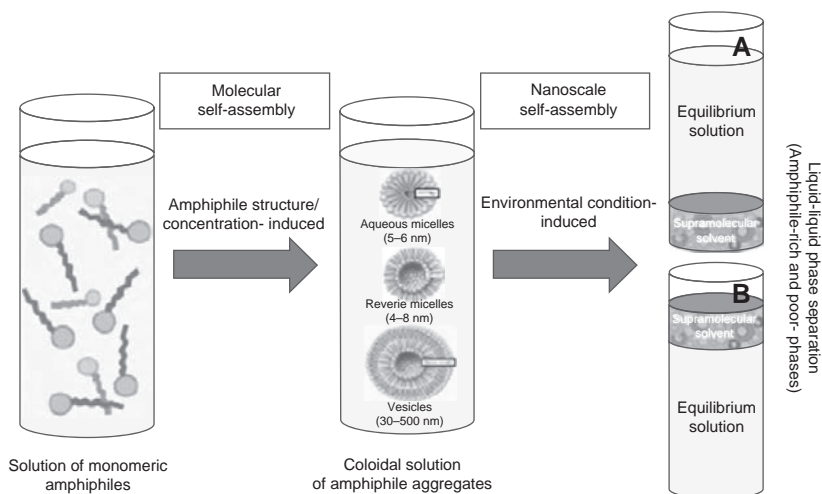 Molecular
self-assembly
Nanoscale
self-assembly
Amphiphile structure/
concentration- induced
Environmental condition-
induced
Aqueous micelles
(5–6 nm)
Reverie micelles
(4–8 nm)
Vesicles
(30–500 nm)
Solution of monomeric
amphiphiles
Colloidal solution
of amphiphile aggregates
A
Equilibrium
solution
Supramolecular
solvent
B
Supramolecular
solvent
Equilibrium
solution
Liquid-liquid phase separation
(Amphiphile-rich and poor- phases)